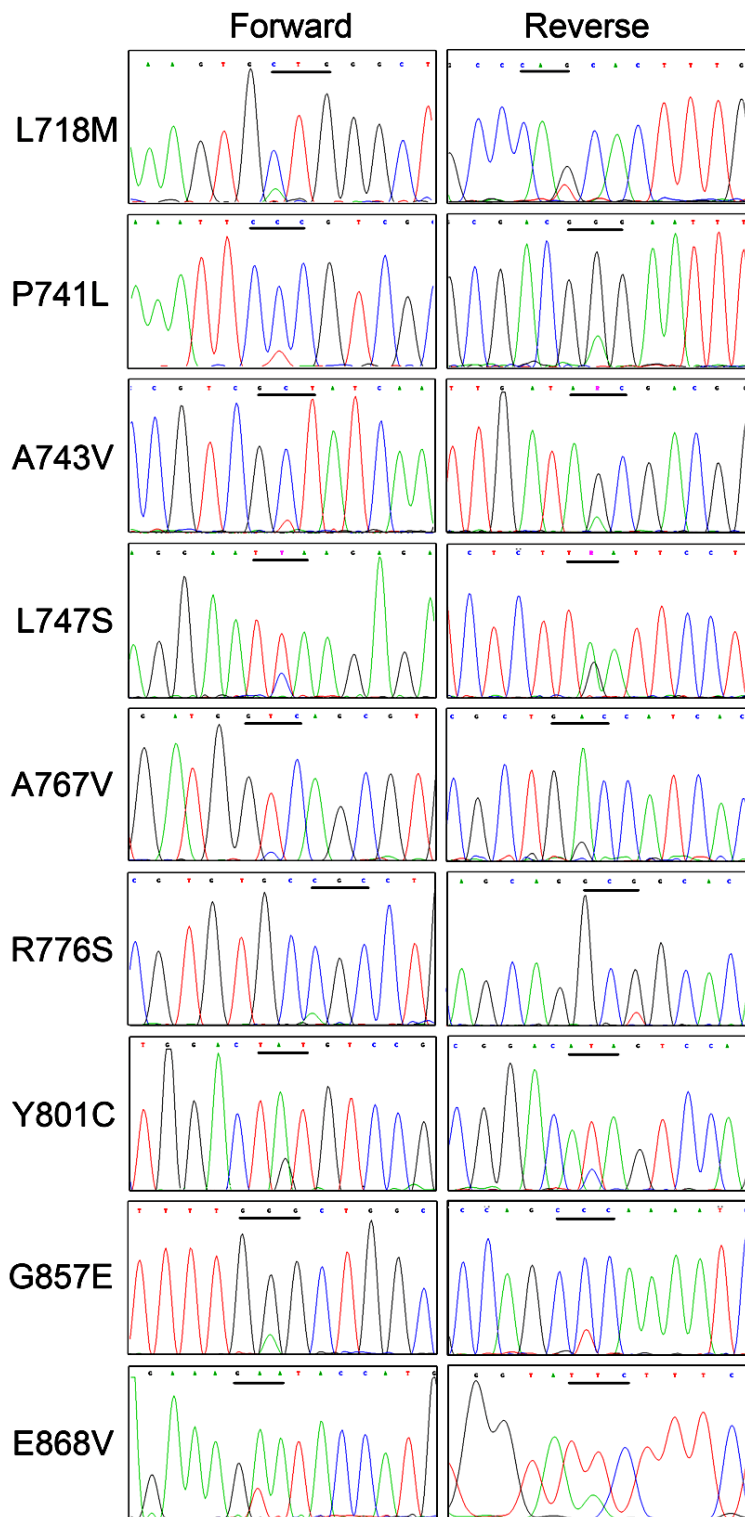 Forward Reverse
A A G T G C T G G G C T
C C C A G C A C T T T G
L718M
A A A T T C C C G T C G
C G A C G G G A A T T T
P741L
C G T C G C T A T C A A
T T G A T A R C G A C G
A743V
A G G A A T Y A A G A G A
C T C T T R A T T C C T
L747S
G A T G G T C A G C G T
C G C T G A C C A T C A C
A767V
C G T G T G C C G C C T
A G C A G G C G G C A C
R776S
T G G A C T A T G T C C G
C G G A C A T A G T C C A
Y801C
T T T T G G G C T G G C
C A G C C C A A A A
G857E
G A A A G A A T A C C A T G
G G T A T T C T T T C
E868V